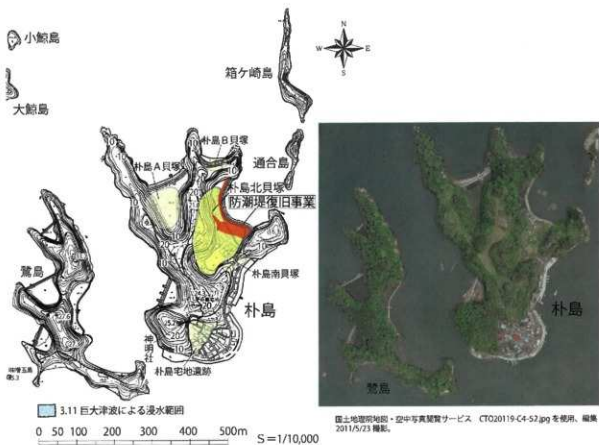 小鯨島
大鯨島
箱ケ崎島
N
W
E
S
朴島B貝塚
朴島A貝塚
通合島
朴島北貝塚
防潮堤復旧事業
鷺島
朴島南貝塚
朴島
神明社
朴島宅地遺跡
3.11 巨大津波による浸水範囲
0 100 200 300 400 500m
S=1/10,000
朴島
鷺島
国土地理院地図・空中写真閲覧サービス CTO20119-C4-52.jpg を使用、編集
2011/5/23 撮影。